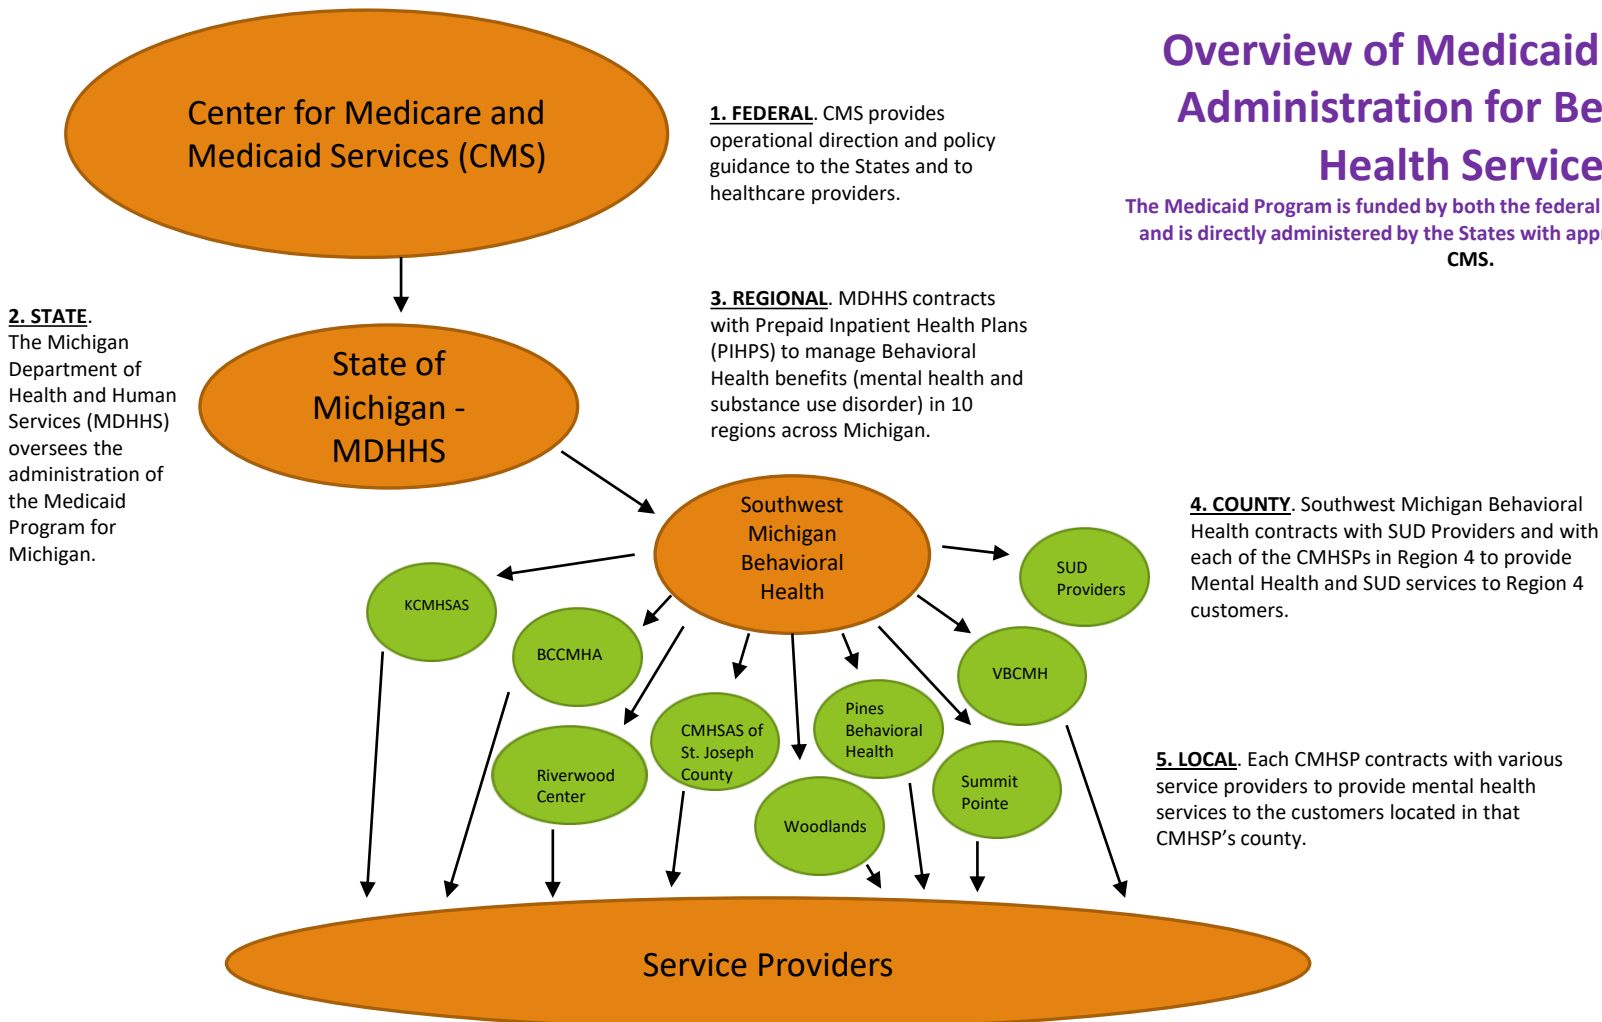 Overview of Medicaid
Administration for Be
Health Service
The Medicaid Program is funded by both the federal
and is directly administered by the States with app
CMS.
Center for Medicare and
Medicaid Services (CMS)
1. FEDERAL. CMS provides
operational direction and policy
guidance to the States and to
healthcare providers.
2. STATE.
The Michigan
Department of
Health and Human
Services (MDHHS)
oversees the
administration of
the Medicaid
Program for
Michigan.
State of
Michigan -
MDHHS
3. REGIONAL. MDHHS contracts
with Prepaid Inpatient Health Plans
(PIHPS) to manage Behavioral
Health benefits (mental health and
substance use disorder) in 10
regions across Michigan.
Southwest
Michigan
Behavioral
Health
4. COUNTY. Southwest Michigan Behavioral
Health contracts with SUD Providers and with
each of the CMHSPs in Region 4 to provide
Mental Health and SUD services to Region 4
customers.
KCMHSAS
BCCMHA
Riverwood
Center
CMHSAS of
St. Joseph
County
Woodlands
Pines
Behavioral
Health
Summit
Pointe
VBCMH
SUD
Providers
5. LOCAL. Each CMHSP contracts with various
service providers to provide mental health
services to the customers located in that
CMHSP's county.
Service Providers